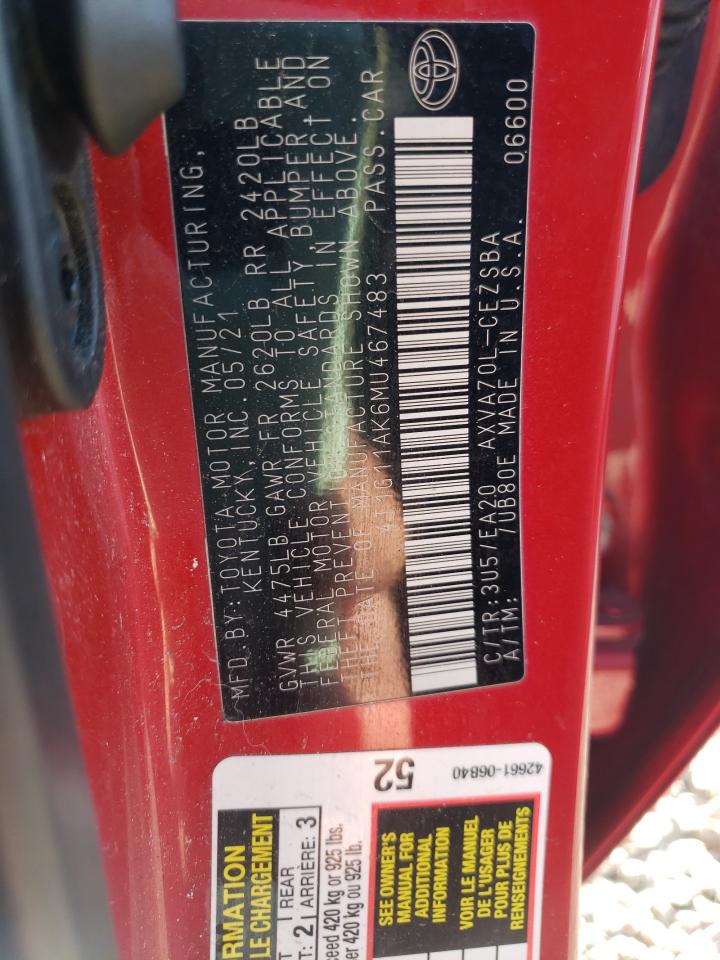 MFD.BY:TOYOTA MOTOR MANUFACTURING,
KENTUCKY, INC. 05/21
GVWR 4475LB GAWR FR 2620LB RR 2420LB
THIS VEHICLE CONFORMS TO ALL APPLICABLE
FEDERAL MOTOR VEHICLE SAFETY, BUMPER, AND
THEFT PREVENTION STANDARDS IN EFFECT ON
THE DATE OF MANUFACTURE SHOWN ABOVE.
4T1G11AK6MU467483 PASS.CAR
C/TR:3U5/EA20 AXVA70L-CEZSBA
A/TM: /UB80E MADE IN U.S.A. 06600
52
42661-06B40
RMATION
LE CHARGEMENT
T: 2
REAR
ARRIÈRE: 3
seed 420 kg or 925 lbs.
er 420 kg ou 925 lb.
SEE OWNER'S
MANUAL FOR
ADDITIONAL
INFORMATION
VOIR LE MANUEL
DE L'USAGER
POUR PLUS DE
RENSEIGNEMENTS